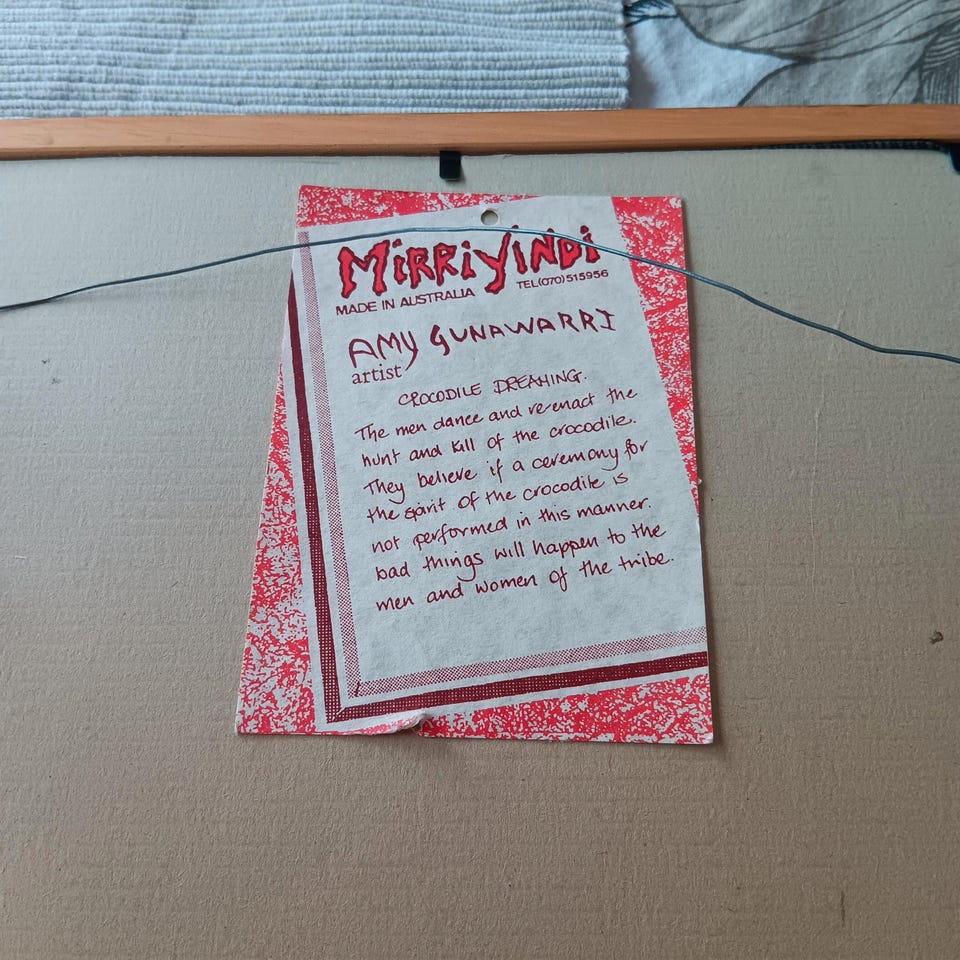 MiRRiYiNDi
MADE IN AUSTRALIA TEL(070)515956
AMY GUNAWARRI
artist
CROCODILE DREAMING.
The men dance and re-enact the
hunt and kill of the crocodile.
They believe if a ceremony for
the spirit of the crocodile is
not performed in this manner.
bad things will happen to the
men and women of the tribe.